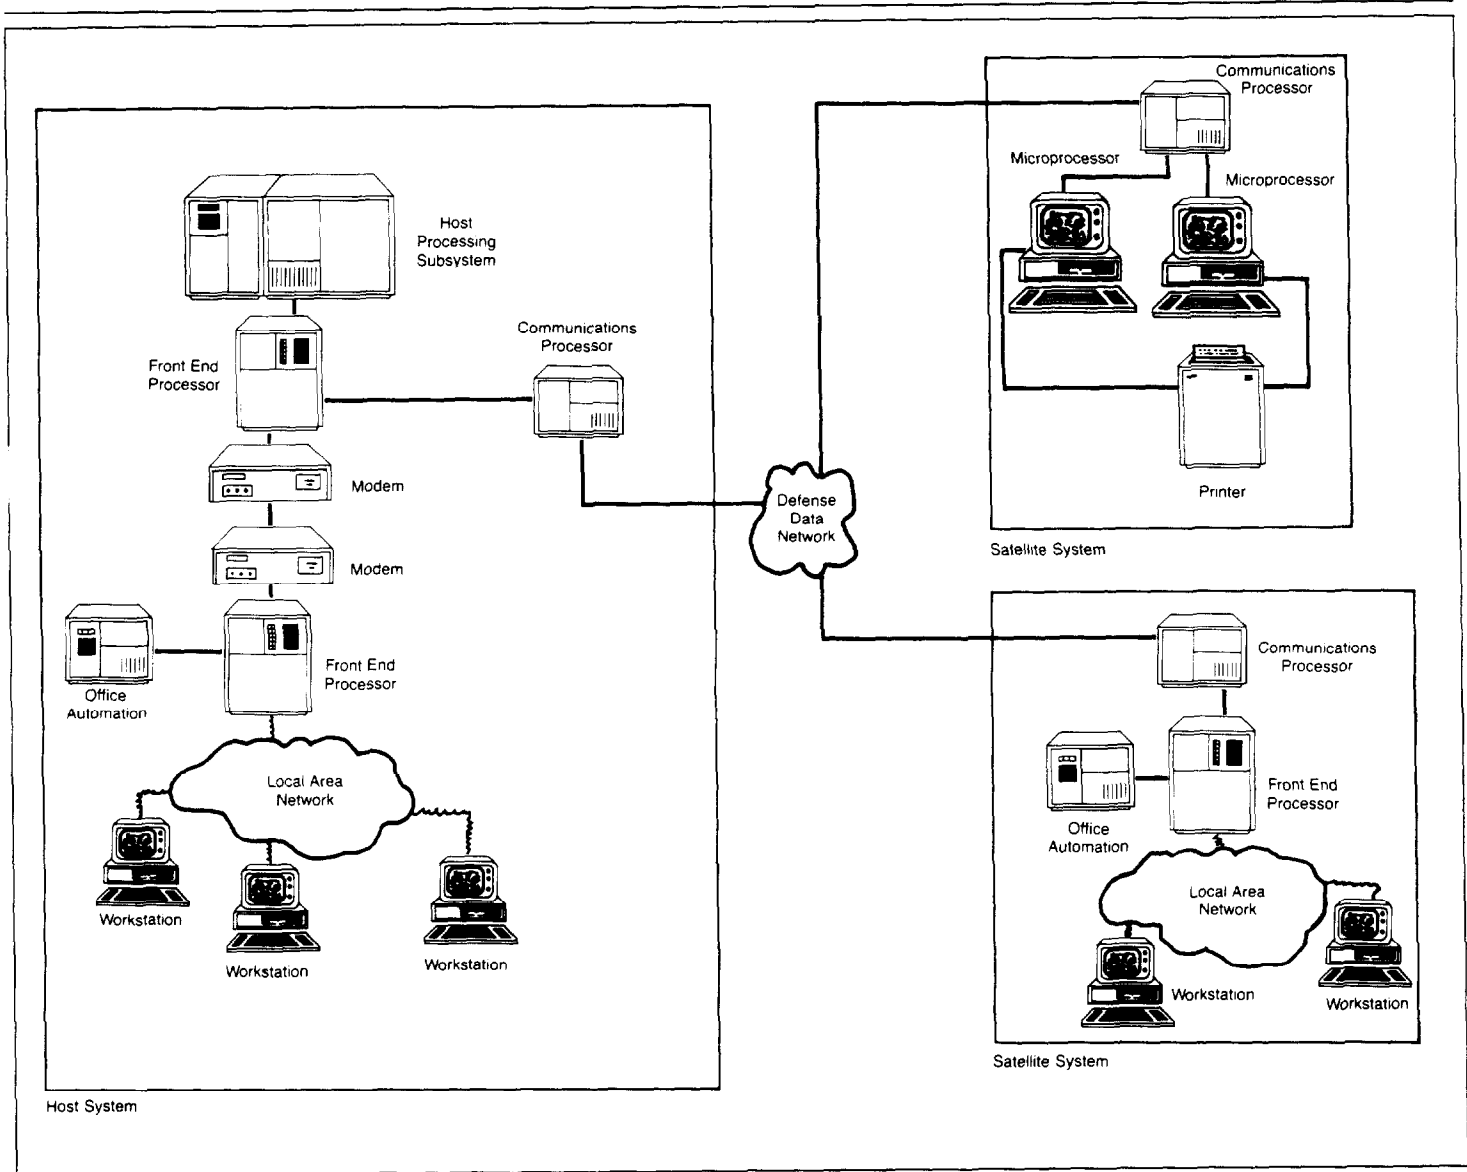 Host
Processing
Subsystem
Front End
Processor
Communications
Processor
Modem
Modem
Front End
Processor
Office
Automation
Local Area
Network
Workstation
Workstation
Workstation
Host System
Defense
Data
Network
Communications
Processor
Microprocessor
Microprocessor
Printer
Satellite System
Communications
Processor
Front End
Processor
Office
Automation
Local Area
Network
Workstation
Workstation
Satellite System